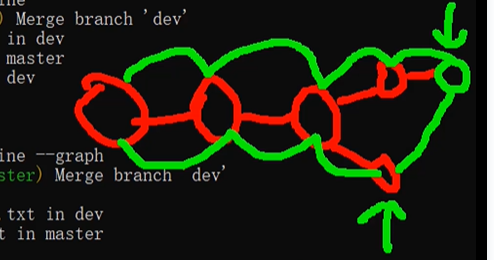 ine
) Merge branch 'dev'
in dev
master
dev
ine --graph
ster) Merge branch dev'
txt in dev
t in master